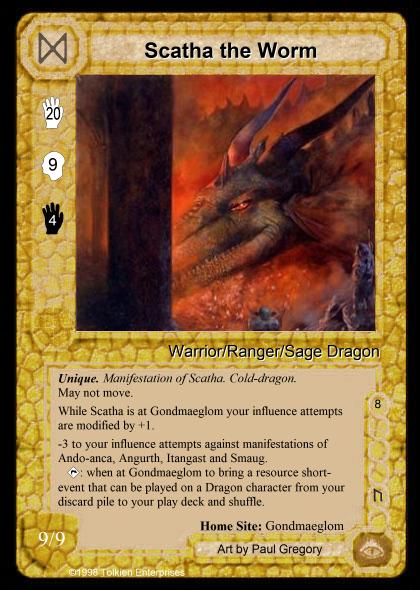 Scatha the Worm
20
9
4
Warrior/Ranger/Sage Dragon
Unique. Manifestation of Scatha. Cold-dragon.
May not move.
While Scatha is at Gondmaeglom your influence attempts
are modified by +1.
-3 to your influence attempts against manifestations of
Ando-anca, Angurth, Itangast and Smaug.
: when at Gondmaeglom to bring a resource short-
event that can be played on a Dragon character from your
discard pile to your play deck and shuffle.
8
Home Site: Gondmaeglom
9/9
Art by Paul Gregory
©1998 Tolkien Enterprises